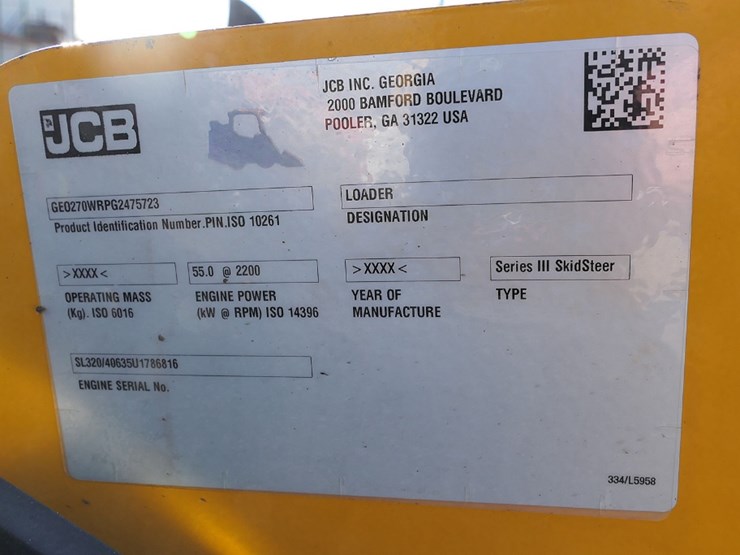 JCB
JCB INC. GEORGIA
2000 BAMFORD BOULEVARD
POOLER, GA 31322 USA
GEO270WRPG2475723
Product Identification Number.PIN.ISO 10261
LOADER
DESIGNATION
>XXXX<
OPERATING MASS
(Kg). ISO 6016
55.0 @ 2200
ENGINE POWER
(kW @ RPM) ISO 14396
>XXXX<
YEAR OF
MANUFACTURE
Series III SkidSteer
TYPE
SL320/40635U1786816
ENGINE SERIAL No.
334/L5958